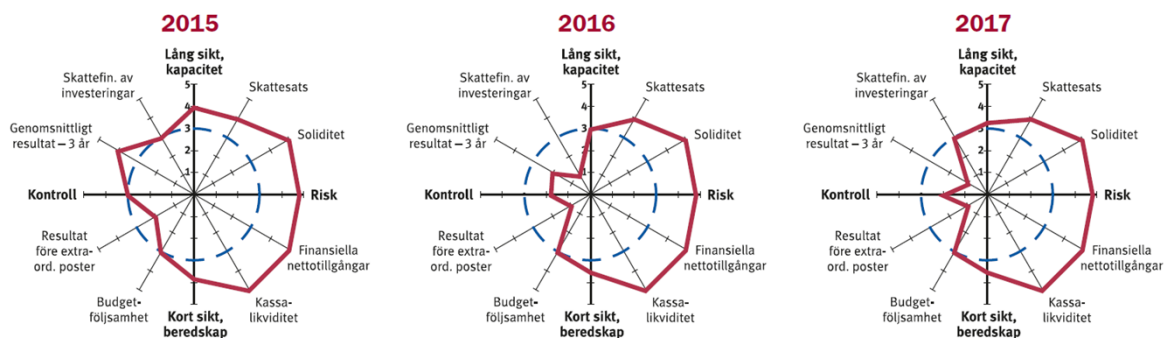 2015
Lång sikt,
kapacitet
Skattefin. av
investeringar
Skattesats
Genomsnittligt
resultat – 3 år
Soliditet
5
4
3
2
1
Kontroll
Risk
Resultat
före extra-
ord. poster
Finansiella
nettotillgångar
Budget-
följsamhet
Kassa-
likviditet
Kort sikt,
beredskap
2016
Lång sikt,
kapacitet
Skattefin. av
investeringar
Skattesats
Genomsnittligt
resultat – 3 år
Soliditet
5
4
3
2
1
Kontroll
Risk
Resultat
före extra-
ord. poster
Finansiella
nettotillgångar
Budget-
följsamhet
Kassa-
likviditet
Kort sikt,
beredskap
2017
Lång sikt,
kapacitet
Skattefin. av
investeringar
Skattesats
Genomsnittligt
resultat – 3 år
Soliditet
5
4
3
2
1
Kontroll
Risk
Resultat
före extra-
ord. poster
Finansiella
nettotillgångar
Budget-
följsamhet
Kassa-
likviditet
Kort sikt,
beredskap